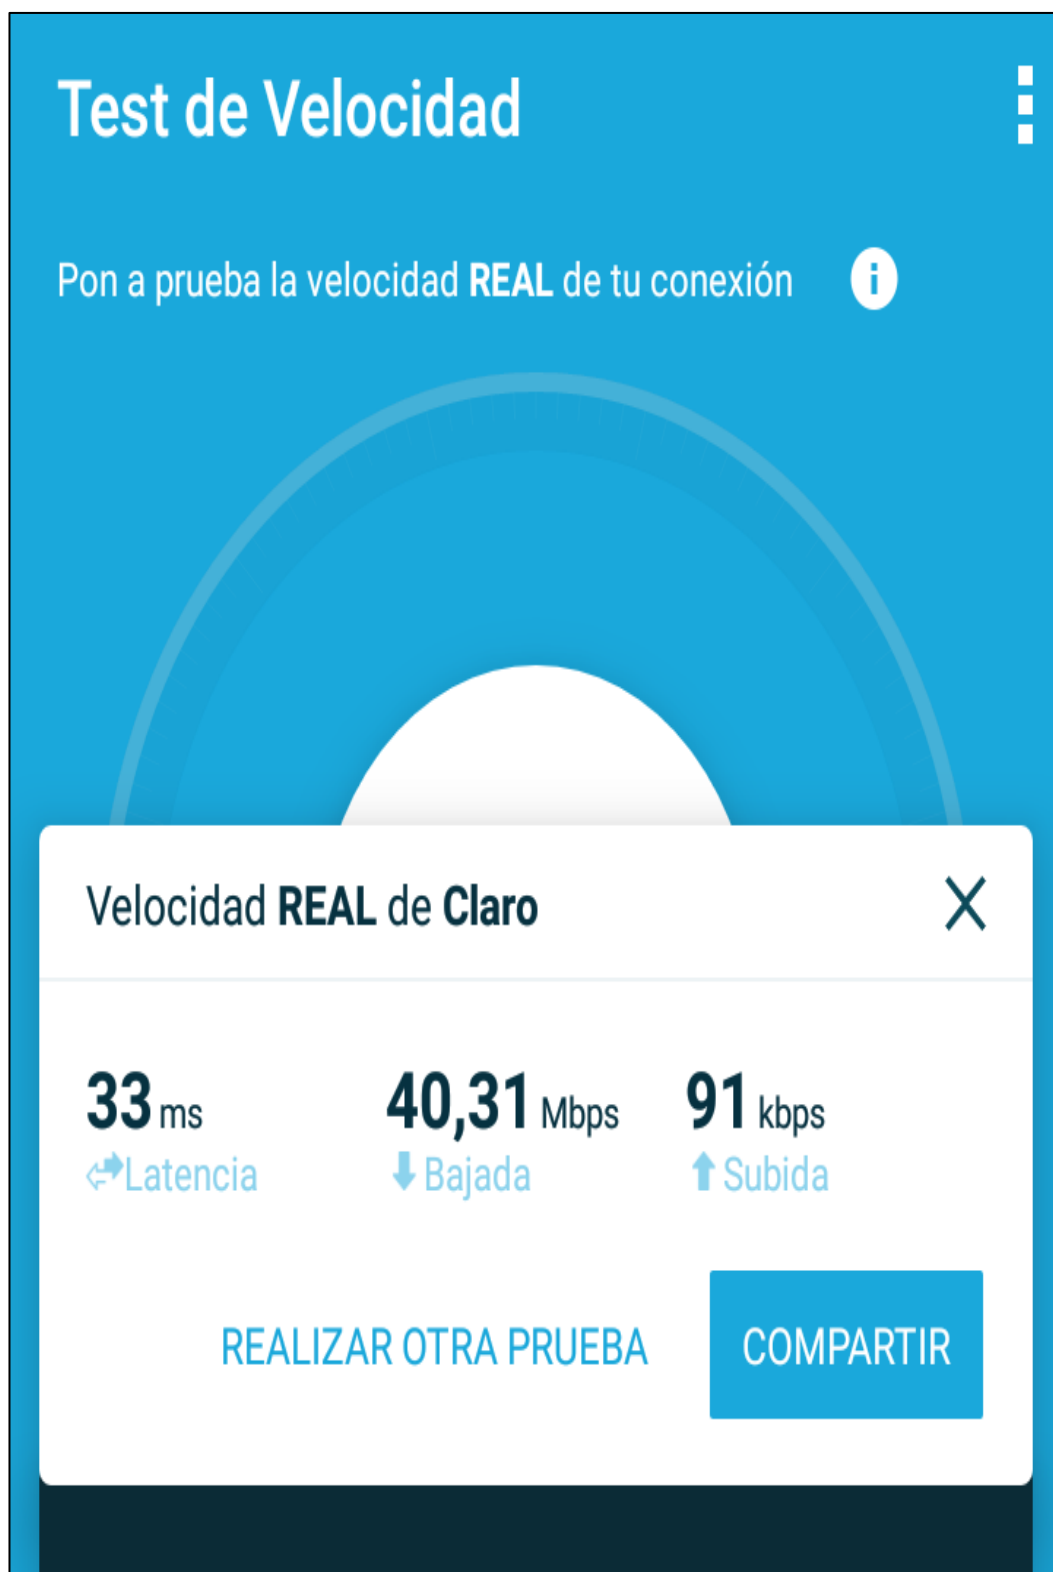 Test de Velocidad
Pon a prueba la velocidad REAL de tu conexión
Velocidad REAL de Claro
33 ms 40,31 Mbps 91 kbps
Latencia Bajada Subida
REALIZAR OTRA PRUEBA COMPARTIR